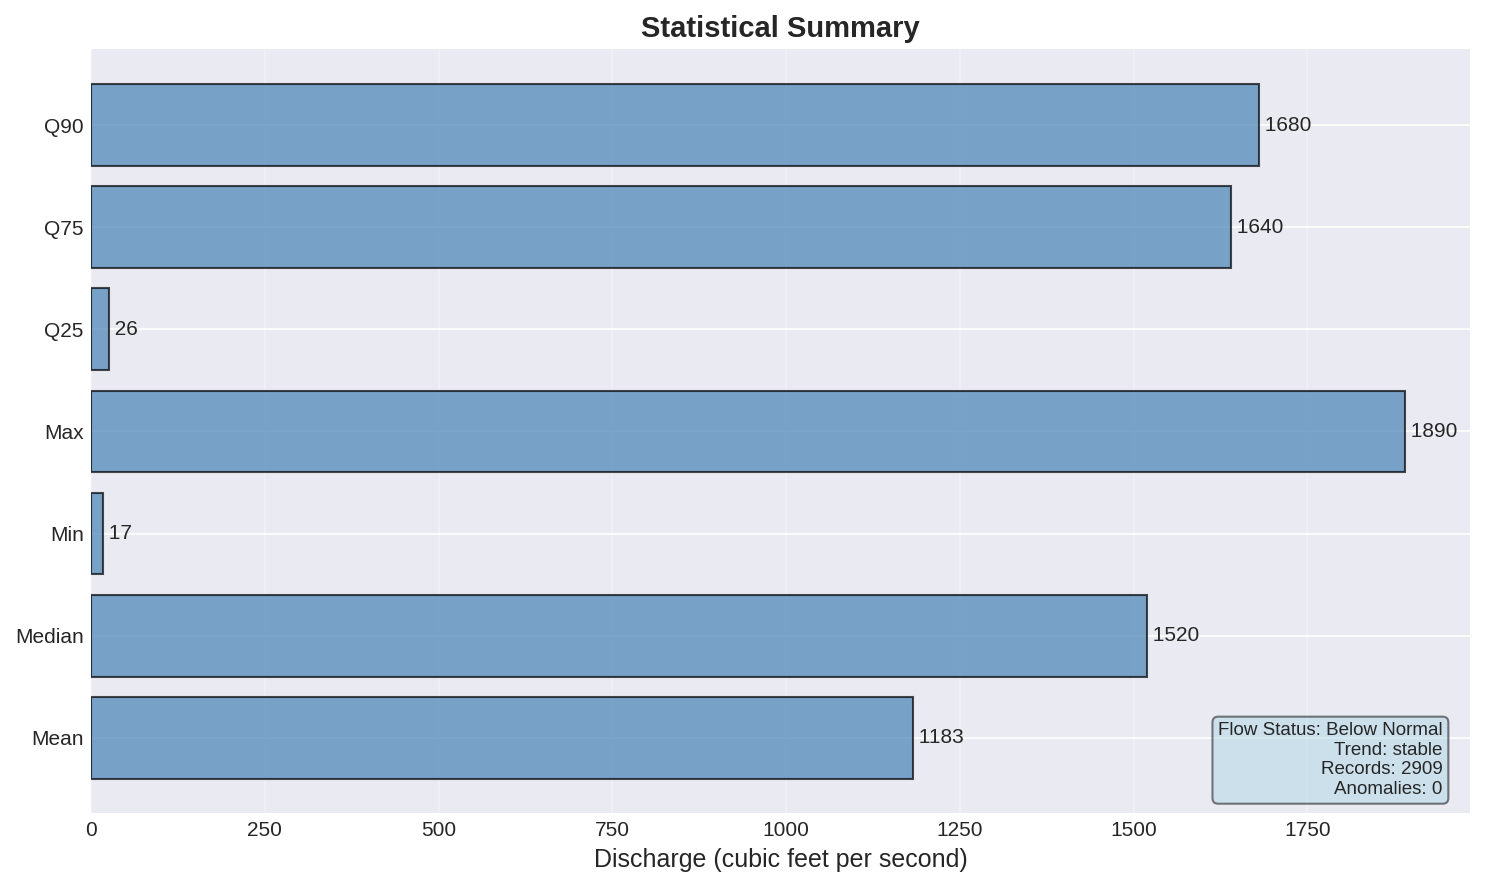 Statistical Summary
Q90
1680
Q75
1640
Q25
26
Max
1890
Min
17
Median
1520
Mean
1183
Flow Status: Below Normal
Trend: stable
Records: 2909
Anomalies: 0
0 250 500 750 1000 1250 1500 1750
Discharge (cubic feet per second)